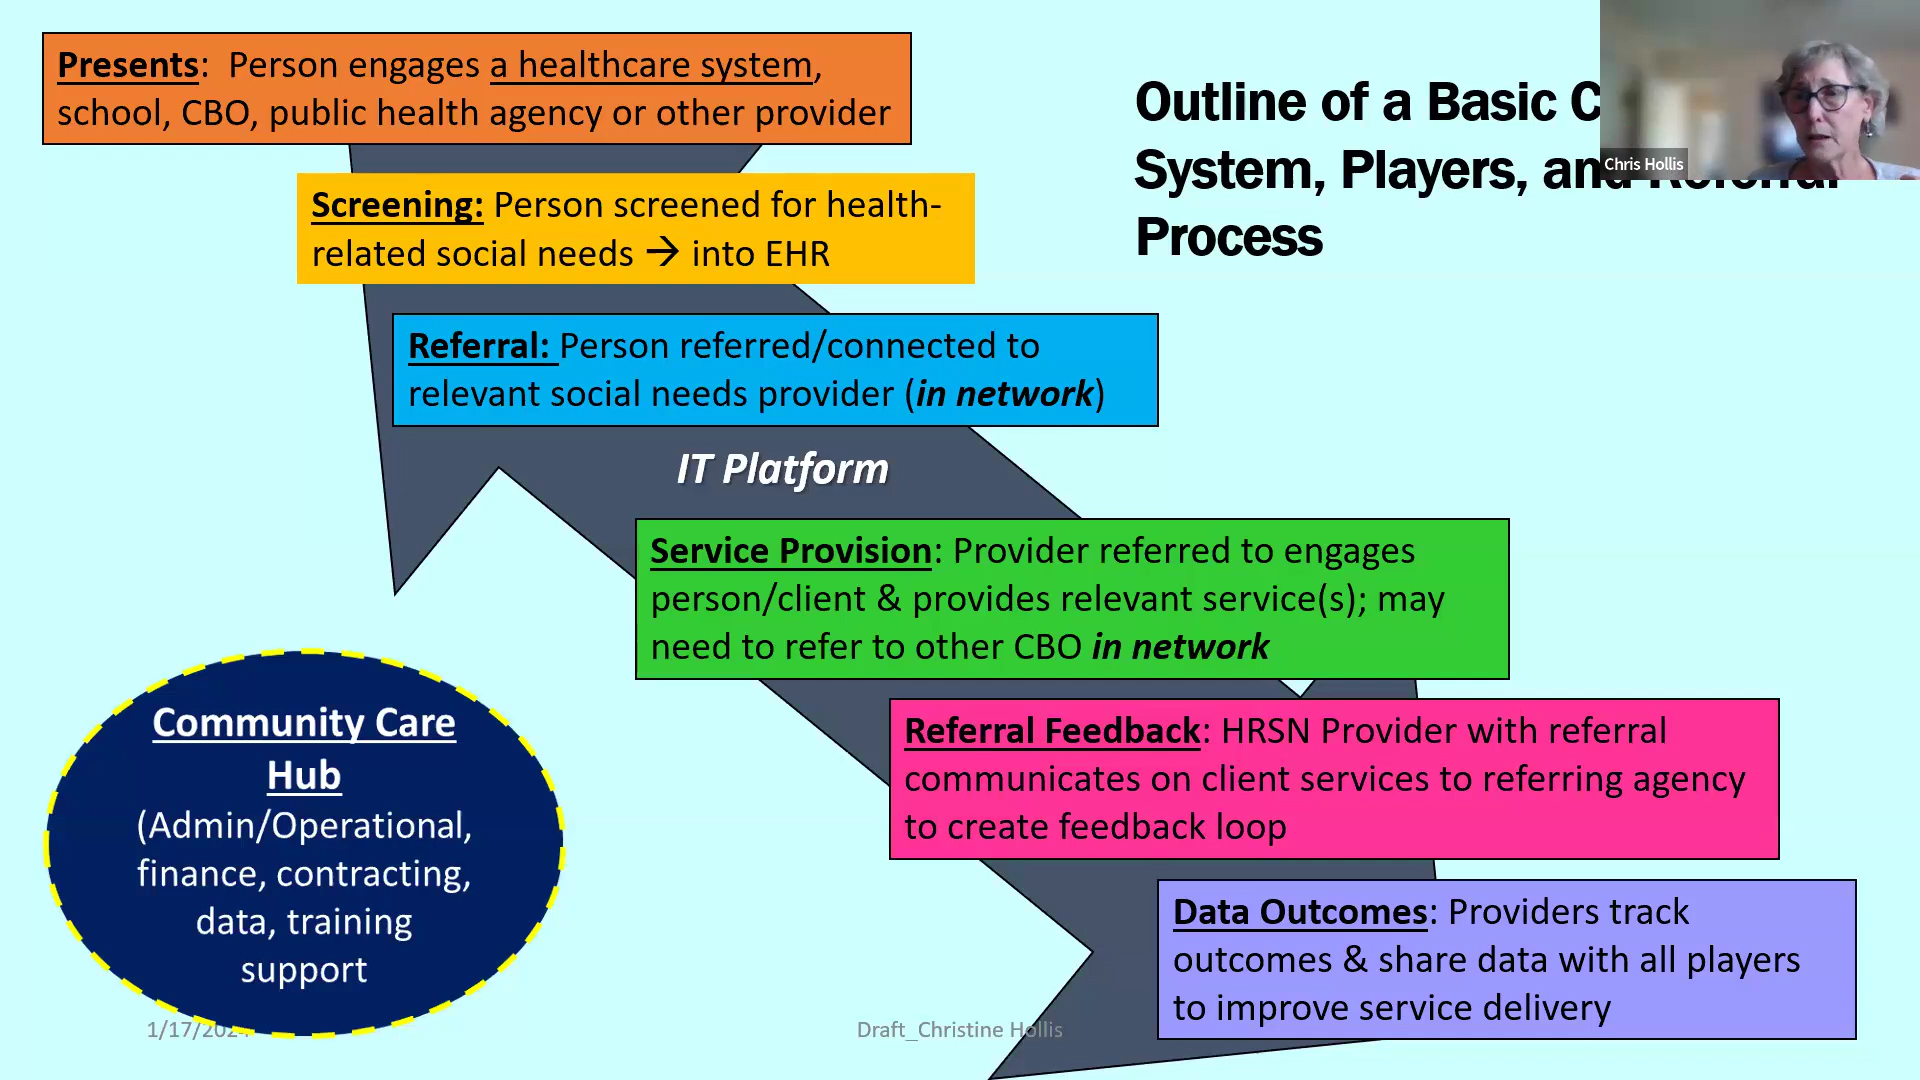 Presents: Person engages a healthcare system,
school, CBO, public health agency or other provider
Outline of a Basic
System, Players, and Referral
Process
Chris Hollis
Screening: Person screened for health-
related social needs → into EHR
Referral: Person referred/connected to
relevant social needs provider (in network)
IT Platform
Service Provision: Provider referred to engages
person/client & provides relevant service(s); may
need to refer to other CBO in network
Community Care
Hub
(Admin/Operational,
finance, contracting,
data, training
support
Referral Feedback: HRSN Provider with referral
communicates on client services to referring agency
to create feedback loop
Data Outcomes: Providers track
outcomes & share data with all players
to improve service delivery
1/17/2024
Draft_Christine Hollis